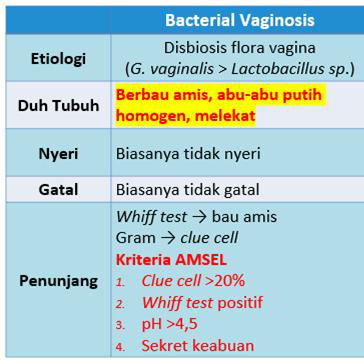 Bacterial Vaginosis
Etiologi
Disbiosis flora vagina
(G. vaginalis > Lactobacillus sp.)
Duh Tubuh
Berbau amis, abu-abu putih
homogen, melekat
Nyeri
Biasanya tidak nyeri
Gatal
Biasanya tidak gatal
Penunjang
Whiff test → bau amis
Gram → clue cell
Kriteria AMSEL
1. Clue cell >20%
2. Whiff test positif
3. pH >4,5
4. Sekret keabuan